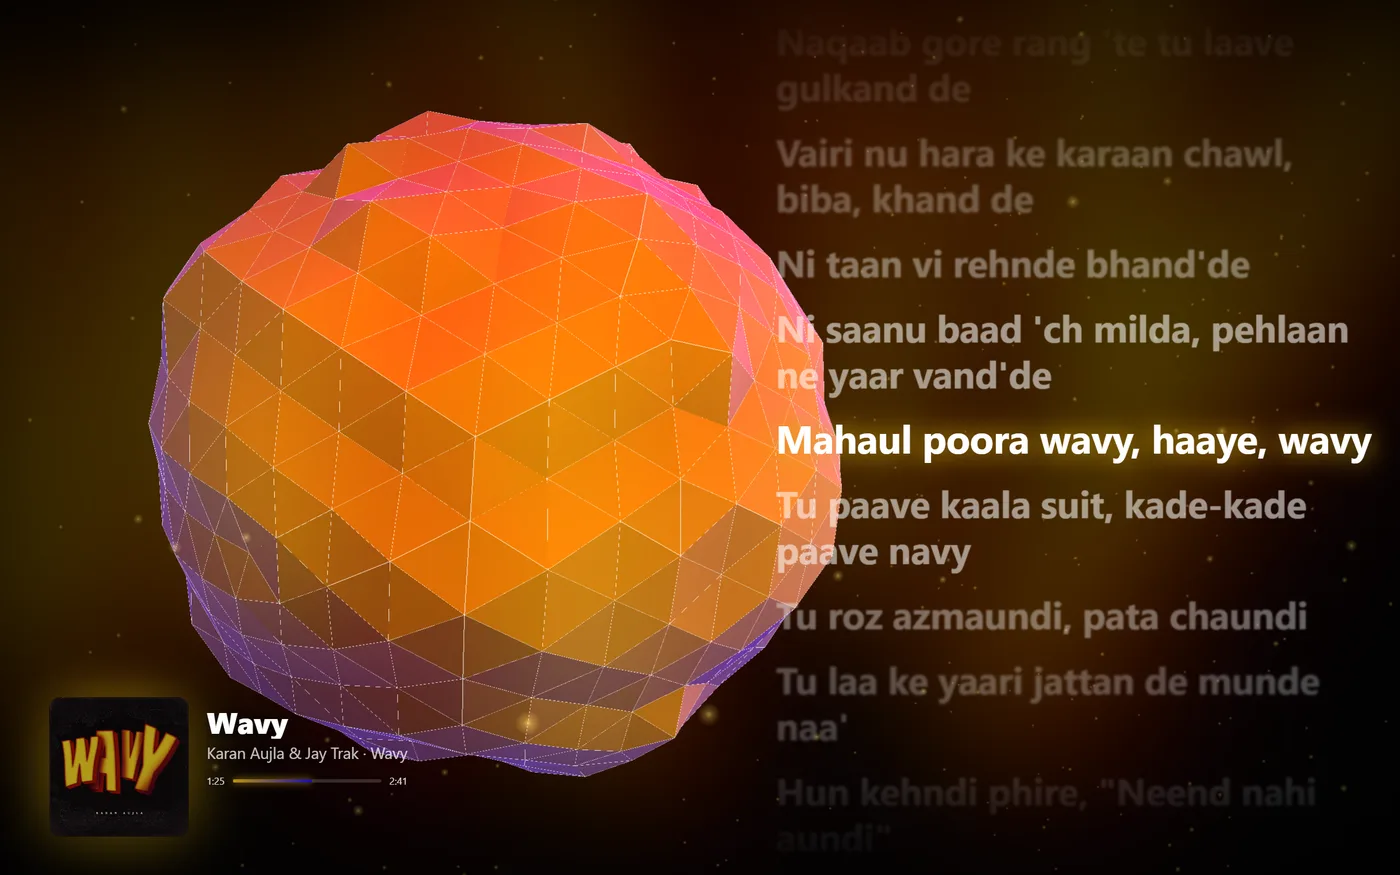 Naqaab gore rang 'te tu laave
gulkand de
Vairi nu hara ke karaan chawl,
biba, khand de
Ni taan vi rehnde bhand'de
Ni saanu baad 'ch milda, pehlaan
ne yaar vand'de
Mahaul poora wavy, haaye, wavy
Tu paave kaala suit, kade-kade
paave navy
Tu roz azmaundi, pata chaundi
Tu laa ke yaari jattan de munde
naa'
Hun kehndi phire, "Neend nahi
aundi"
WAVY
KARAN AUJLA
Wavy
Karan Aujla & Jay Trak · Wavy
1:25 2:41